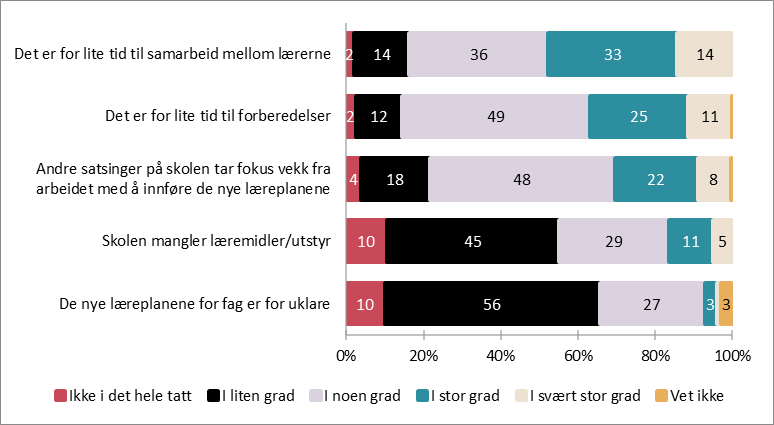 Det er for lite tid til samarbeid mellom lærerne
2 14 36 33 14
Det er for lite tid til forberedelser
2 12 49 25 11
Andre satsinger på skolen tar fokus vekk fra
arbeidet med å innføre de nye læreplanene
4 18 48 22 8
Skolen mangler læremidler/utstyr
10 45 29 11 5
De nye læreplanene for fag er for uklare
10 56 27 3 3
0% 20% 40% 60% 80% 100%
Ikke i det hele tatt I liten grad I noen grad I stor grad I svært stor grad Vet ikke